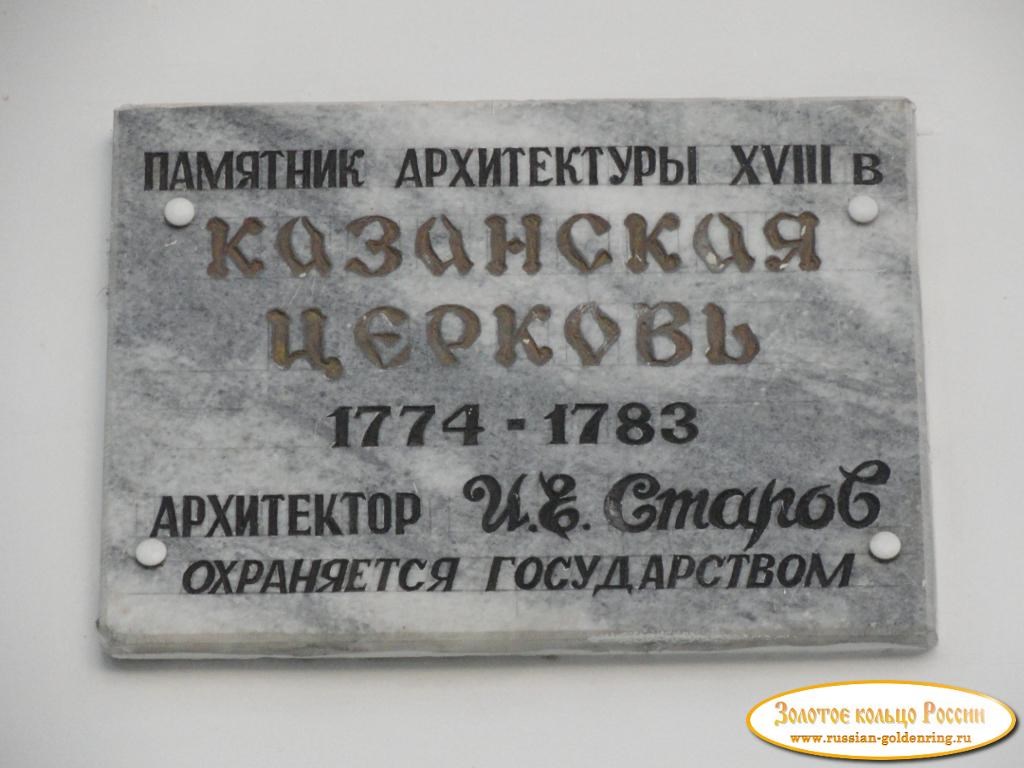 ПАМЯТНИК АРХИТЕКТУРЫ XVIII В
КАЗАНСКАЯ
ЦЕРКОВЬ
1774 - 1783
АРХИТЕКТОР И.Е. Старов
ОХРАНЯЕТСЯ ГОСУДАРСТВОМ
Золотое кольцо России
www.russian-goldenring.ru